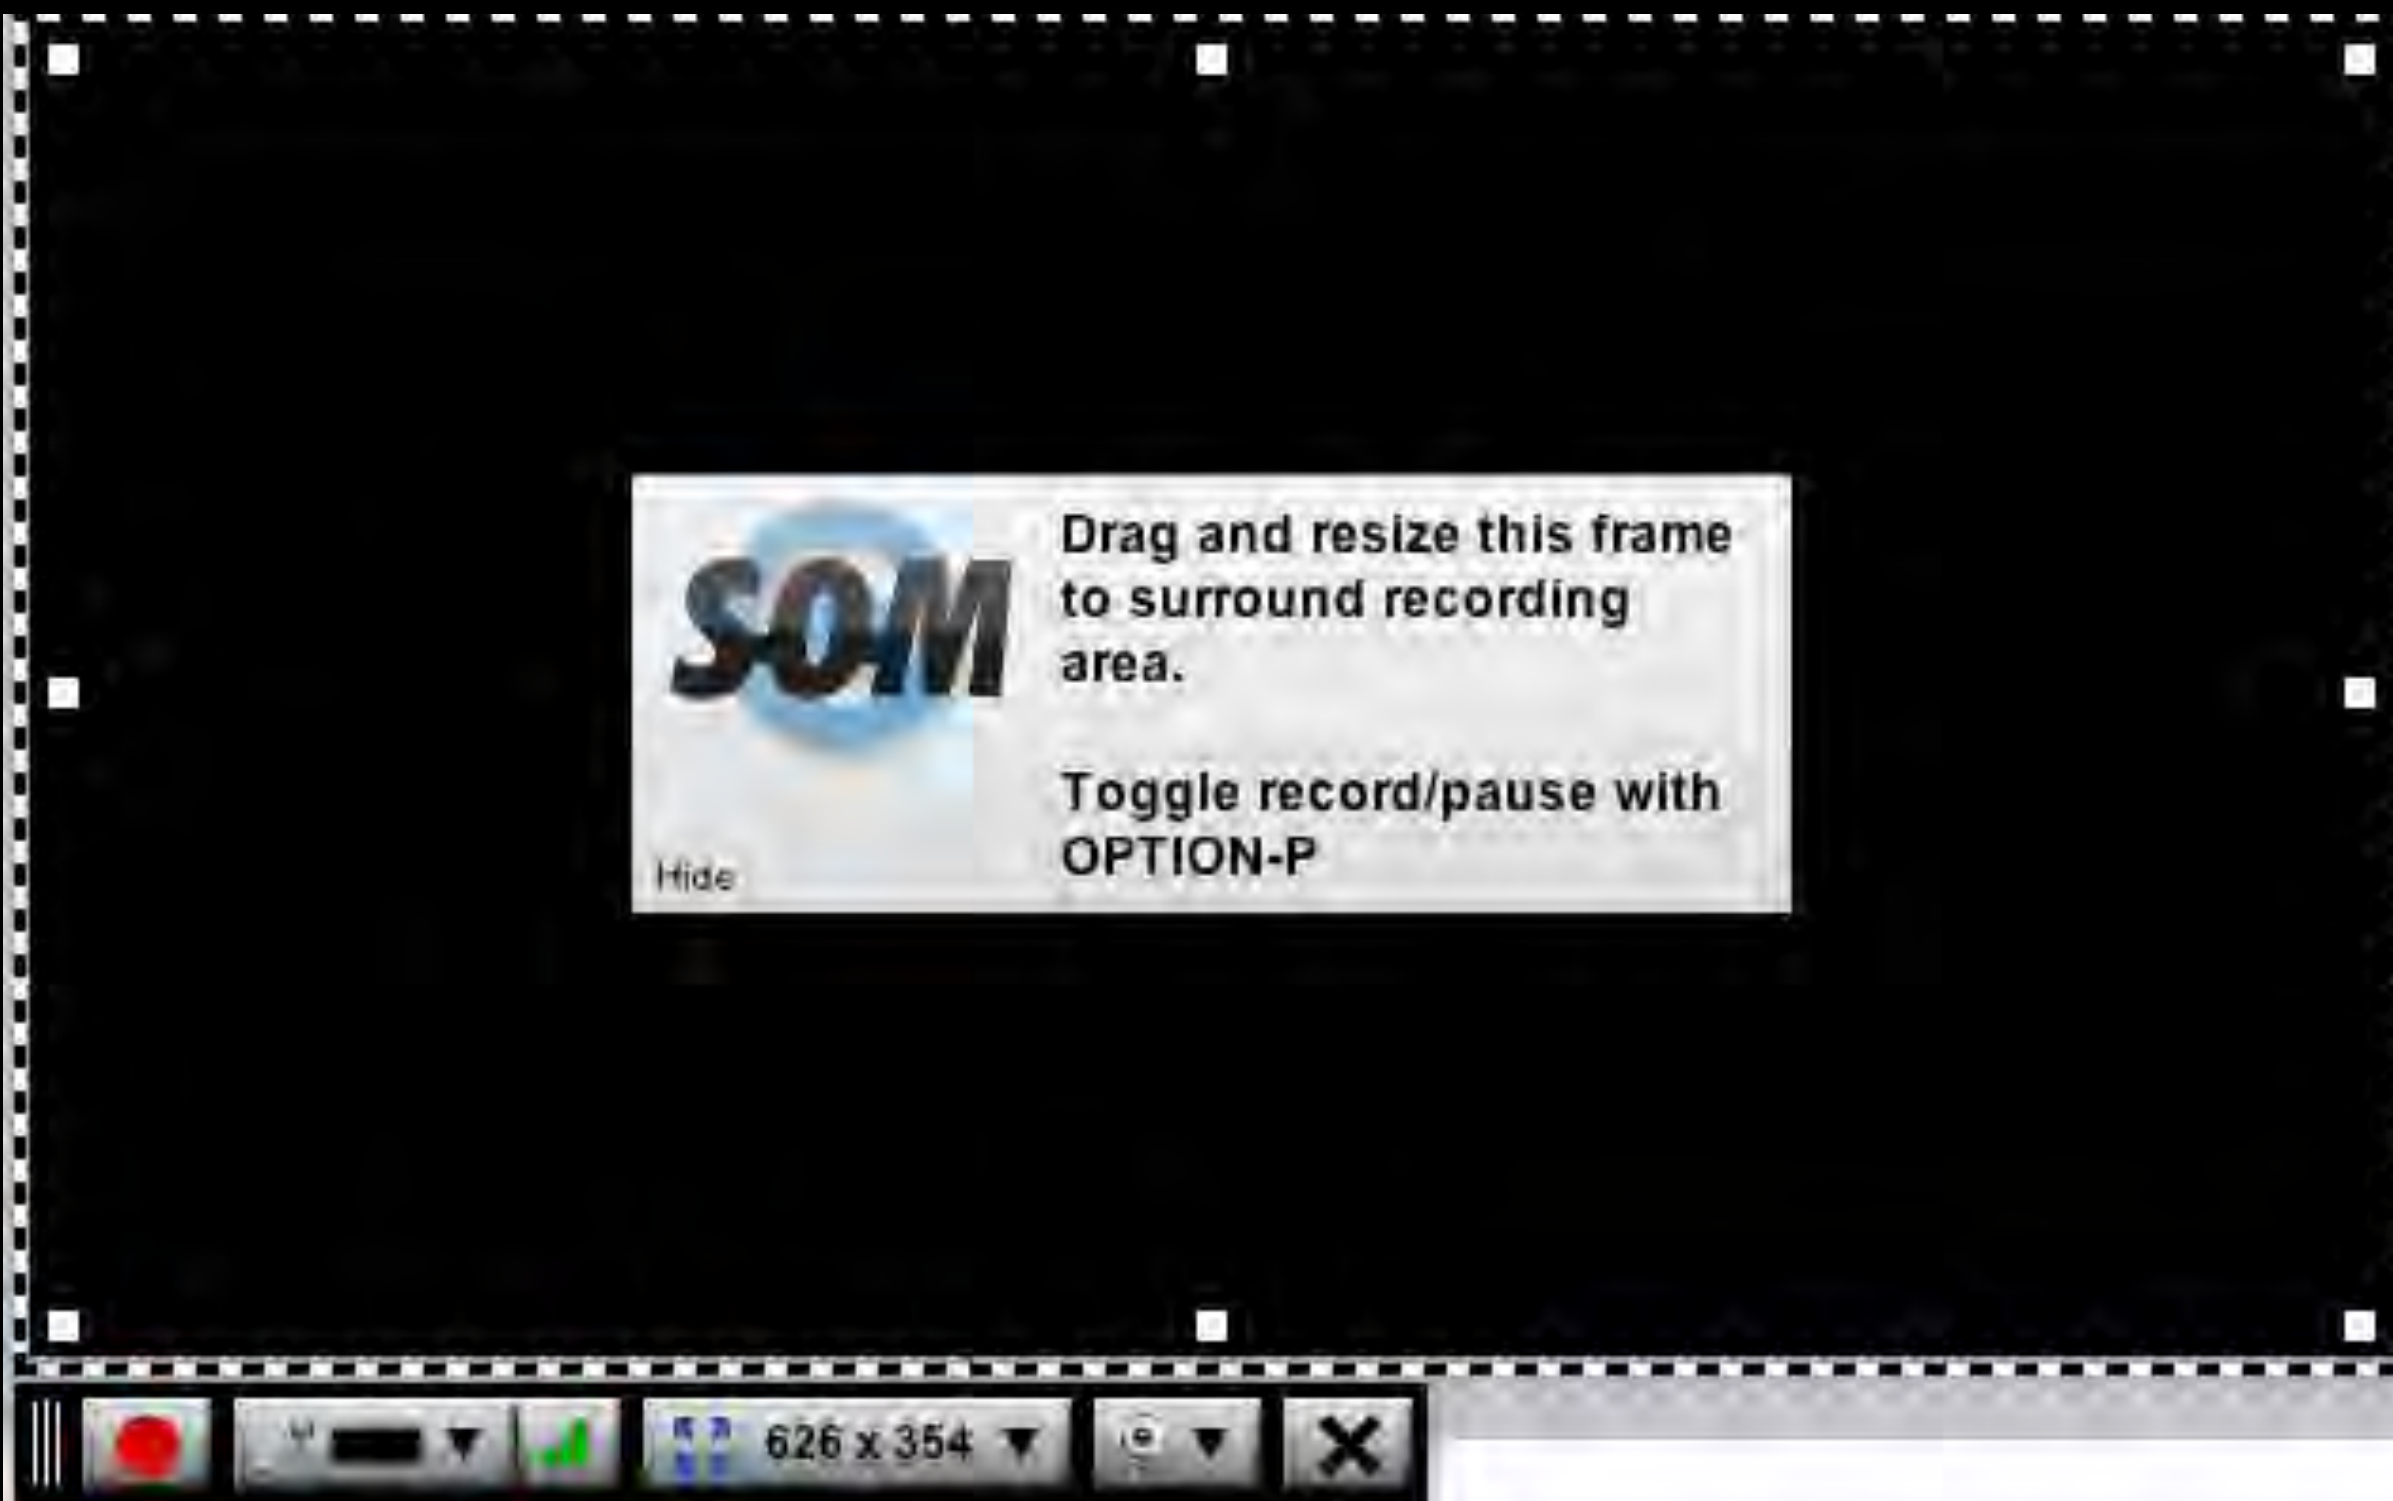 SOM
Drag and resize this frame
to surround recording
area.
Toggle record/pause with
OPTION-P
Hide
626 x 354